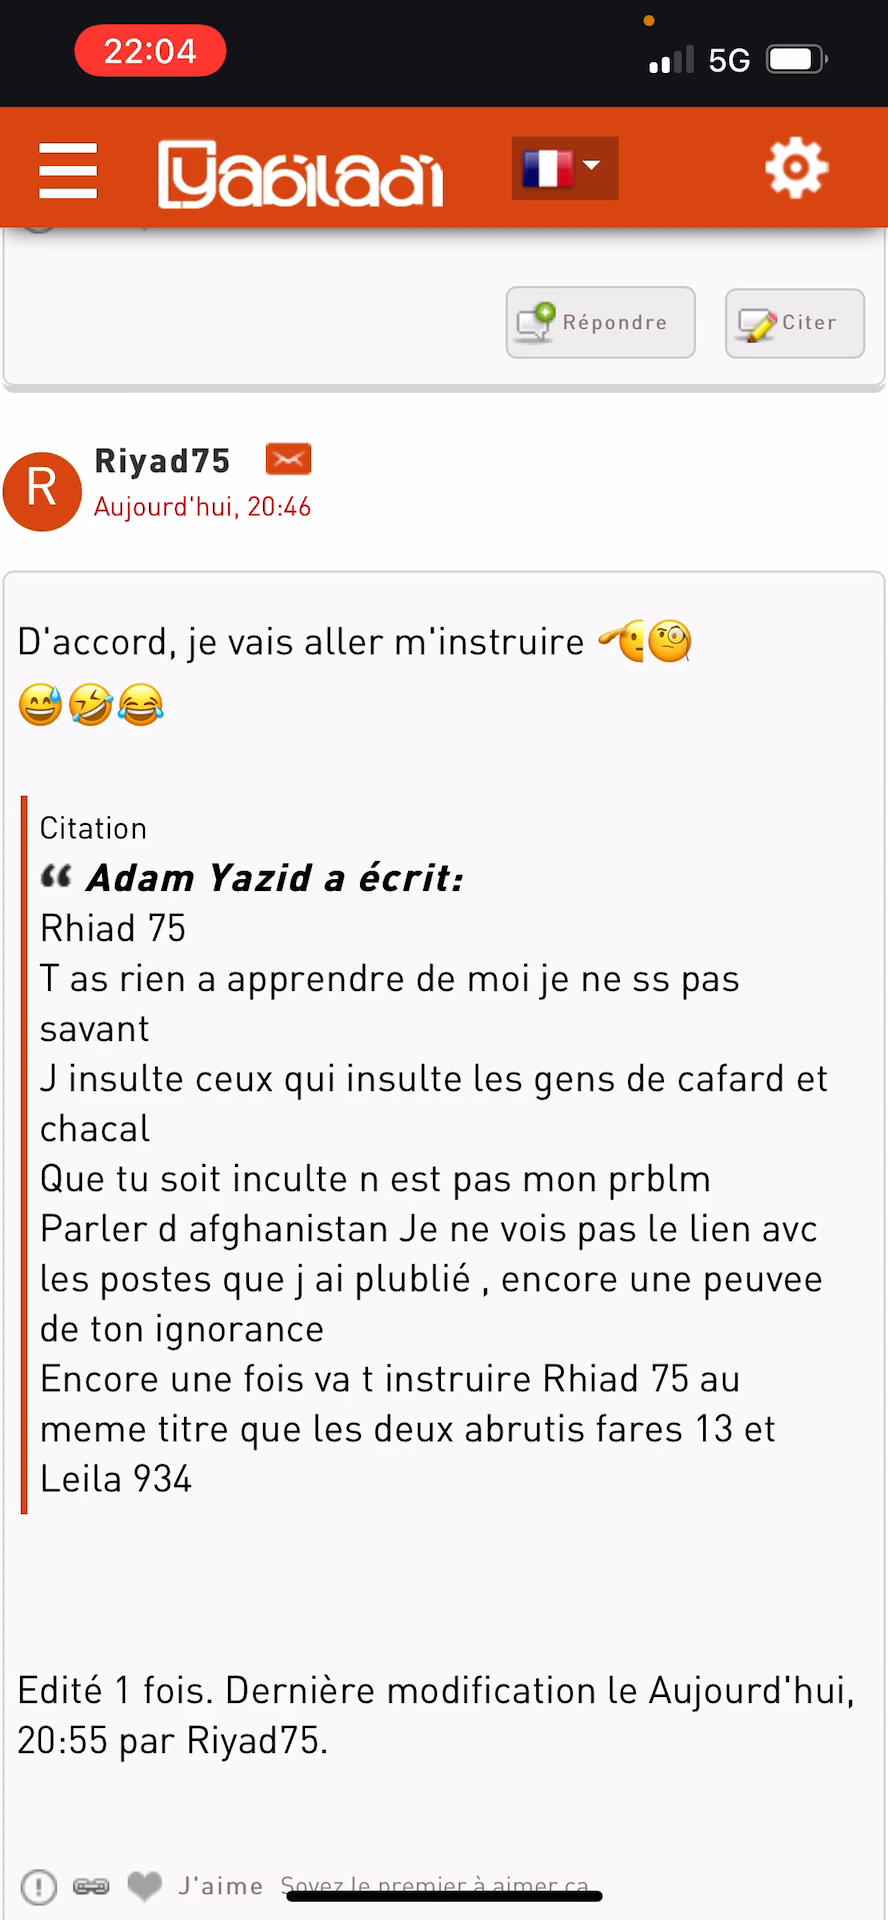 22:04
5G
Yabiladi
Répondre
Citer
R
Riyad75
Aujourd'hui, 20:46
D'accord, je vais aller m'instruire 🫡🧐
😅🤣😂
Citation
“ Adam Yazid a écrit:
Rhiad 75
T as rien a apprendre de moi je ne ss pas
savant
J insulte ceux qui insulte les gens de cafard et
chacal
Que tu soit inculte n est pas mon prblm
Parler d afghanistan Je ne vois pas le lien avc
les postes que j ai plublié , encore une peuvee
de ton ignorance
Encore une fois va t instruire Rhiad 75 au
meme titre que les deux abrutis fares 13 et
Leila 934
Edité 1 fois. Dernière modification le Aujourd'hui,
20:55 par Riyad75.
J'aime
Soyez le premier à aimer ça